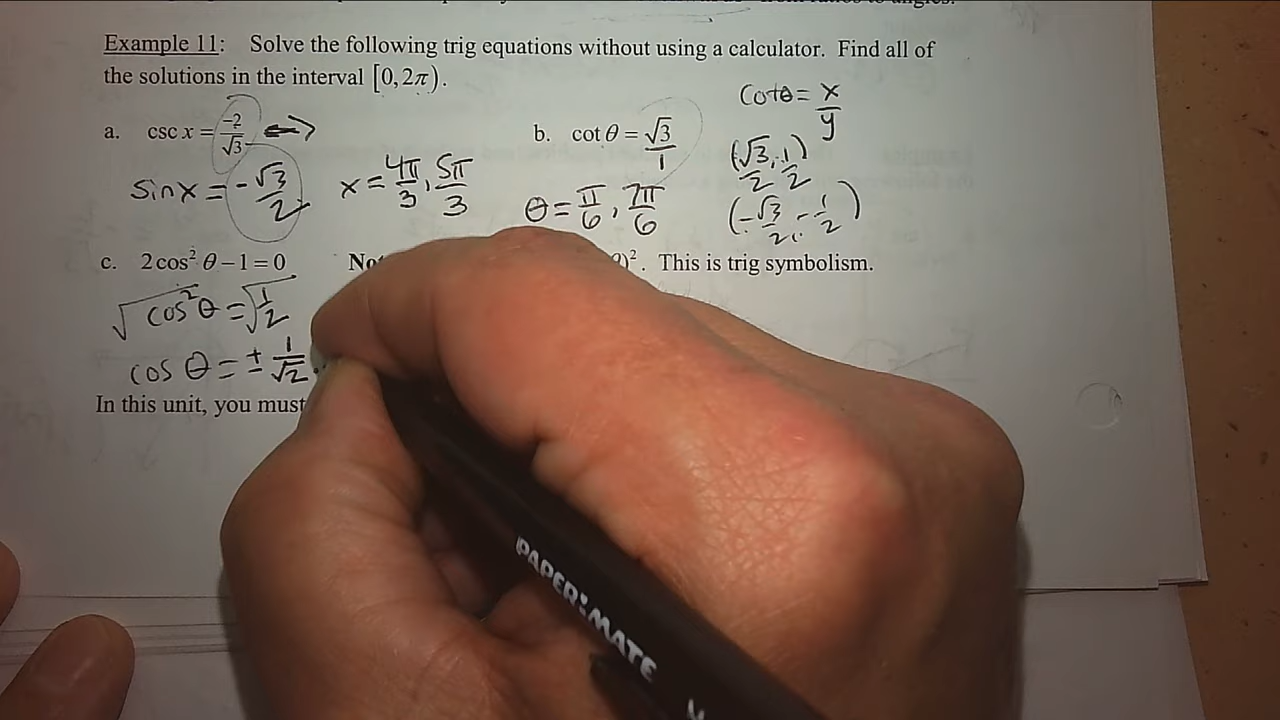 Example 11: Solve the following trig equations without using a calculator. Find all of
the solutions in the interval [0, 2π).
a. csc x = -2/√3 ↔
sin x = -√3/2 x = 4π/3, 5π/3
b. cot θ = √3/1
θ = π/6, 7π/6
cot θ = x/y
(√3/2, 1/2)
(-√3/2, -1/2)
c. 2cos² θ − 1 = 0
)². This is trig symbolism.
√cos²θ = √1/2
cos θ = ± 1/√2
In this unit, you must
PAPER:MATE